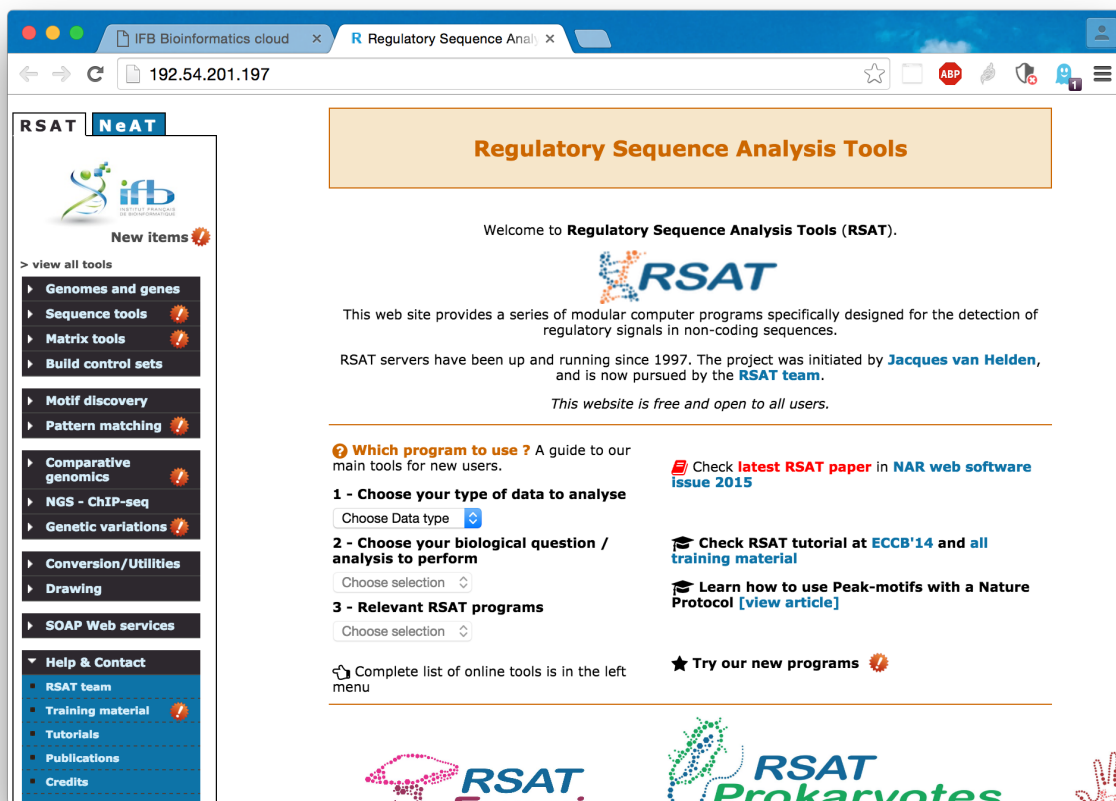 IFB Bioinformatics cloud
R Regulatory Sequence Anal
192.54.201.197
ABP
1
RSAT
NeAT
ifb
INSTITUT FRANÇAIS
DE BIOINFORMATIQUE
New items
> view all tools
Genomes and genes
Sequence tools
Matrix tools
Build control sets
Motif discovery
Pattern matching
Comparative
genomics
NGS - ChIP-seq
Genetic variations
Conversion/Utilities
Drawing
SOAP Web services
Help & Contact
RSAT team
Training material
Tutorials
Publications
Credits
Regulatory Sequence Analysis Tools
Welcome to Regulatory Sequence Analysis Tools (RSAT).
RSAT
This web site provides a series of modular computer programs specifically designed for the detection of
regulatory signals in non-coding sequences.
RSAT servers have been up and running since 1997. The project was initiated by Jacques van Helden,
and is now pursued by the RSAT team.
This website is free and open to all users.
Which program to use ? A guide to our
main tools for new users.
1 - Choose your type of data to analyse
Choose Data type
2 - Choose your biological question /
analysis to perform
Choose selection
3 - Relevant RSAT programs
Choose selection
Complete list of online tools is in the left
menu
Check latest RSAT paper in NAR web software
issue 2015
Check RSAT tutorial at ECCB'14 and all
training material
Learn how to use Peak-motifs with a Nature
Protocol [view article]
Try our new programs
RSAT
RSAT
Prokaryotes